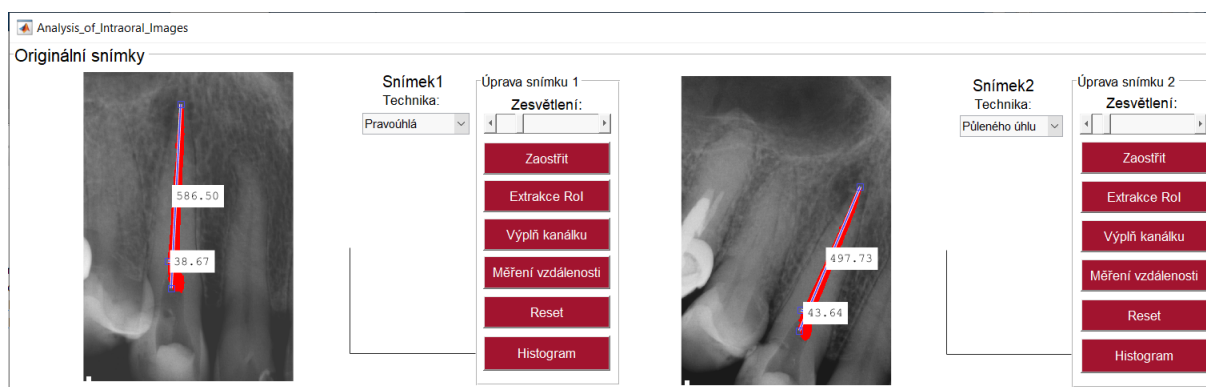 Analysis_of_Intraoral_Images
Originální snímky
Snímek1
Technika:
Pravoúhlá
Úprava snímku 1
Zesvětlení:
Zaostřit
Extrakce RoI
Výplň kanálku
Měření vzdálenosti
Reset
Histogram
586.50
38.67
Snímek2
Technika:
Půleného úhlu
Úprava snímku 2
Zesvětlení:
Zaostřit
Extrakce RoI
Výplň kanálku
Měření vzdálenosti
Reset
Histogram
497.73
43.64